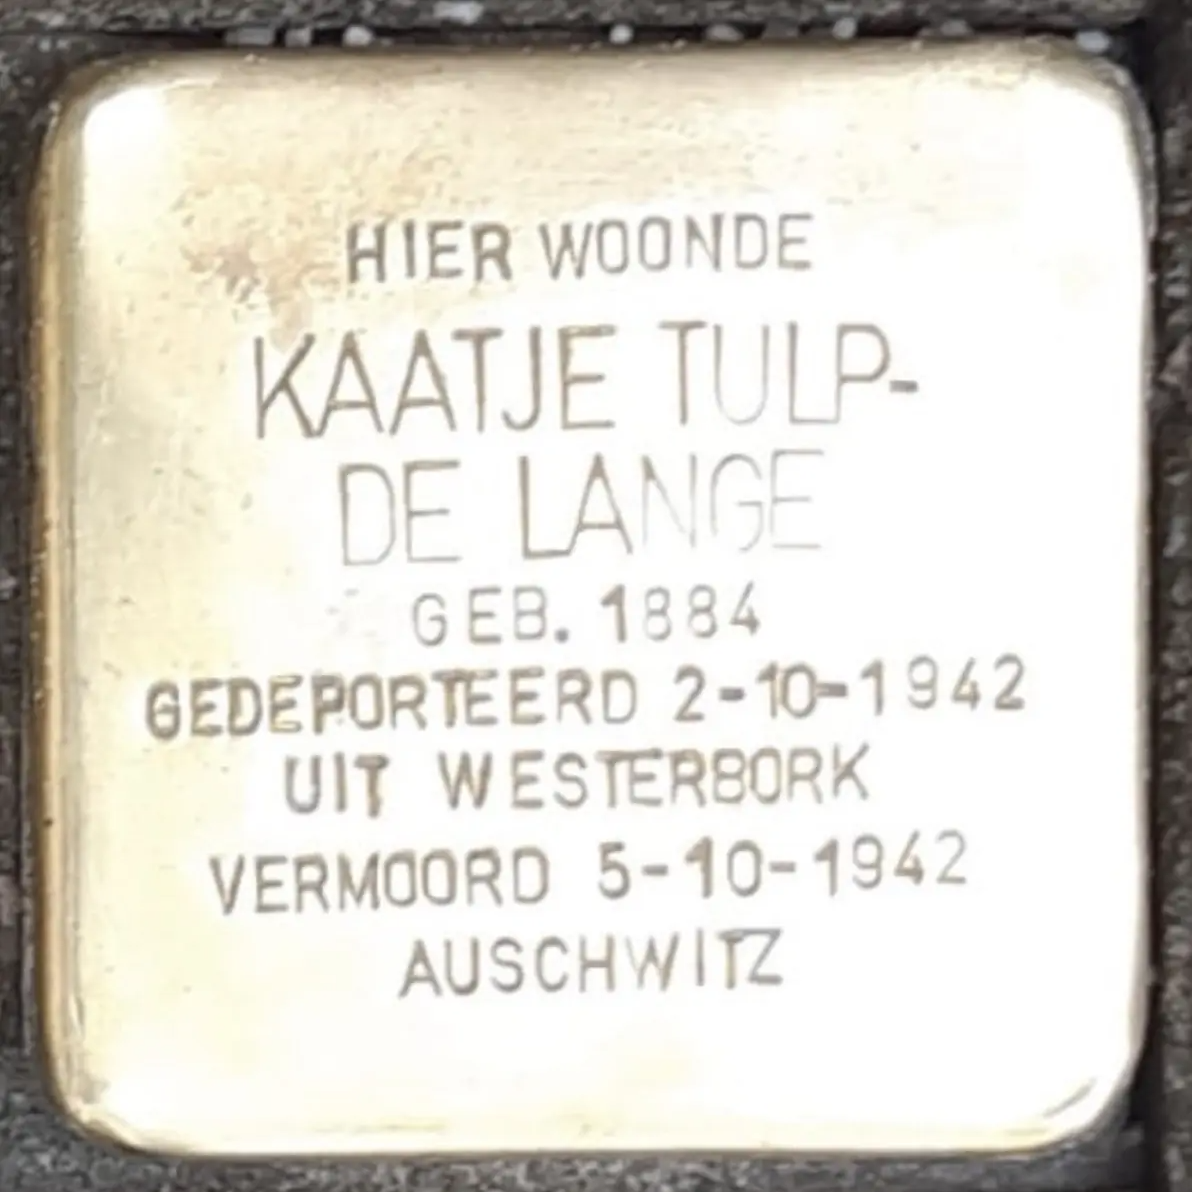 HIER WOONDE
KAATJE TULP-
DE LANGE
GEB. 1884
GEDEPORTEERD 2-10-1942
UIT WESTERBORK
VERMOORD 5-10-1942
AUSCHWITZ